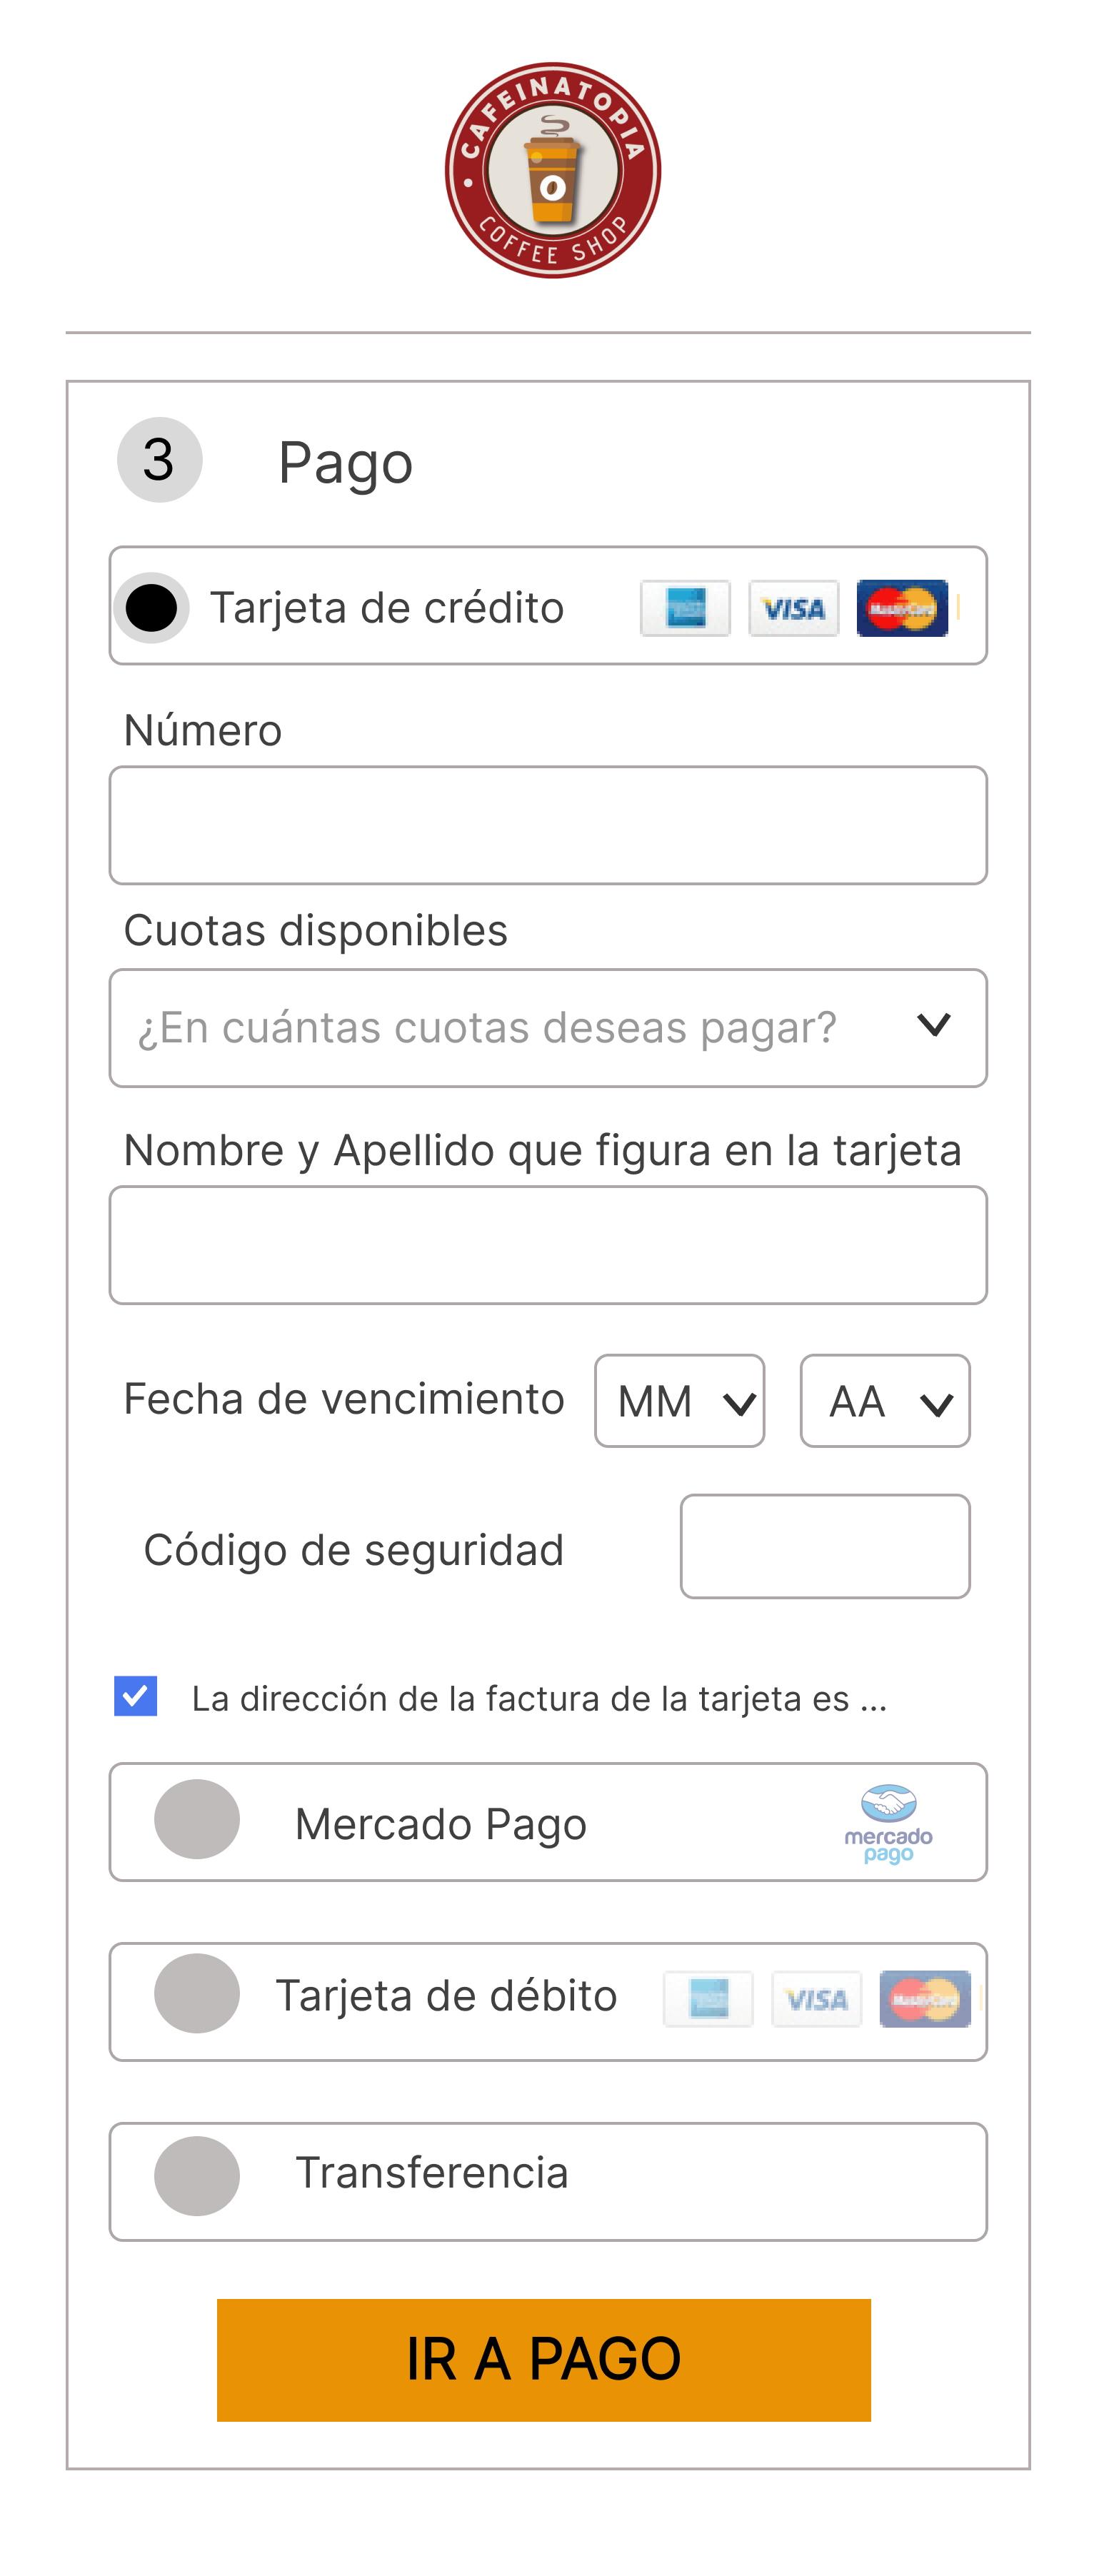 CAFEINATOPIA
COFFEE SHOP
3 Pago
Tarjeta de crédito VISA MasterCard
Número
Cuotas disponibles
¿En cuántas cuotas deseas pagar?
Nombre y Apellido que figura en la tarjeta
Fecha de vencimiento MM AA
Código de seguridad
La dirección de la factura de la tarjeta es ...
Mercado Pago mercado
pago
Tarjeta de débito VISA MasterCard
Transferencia
IR A PAGO